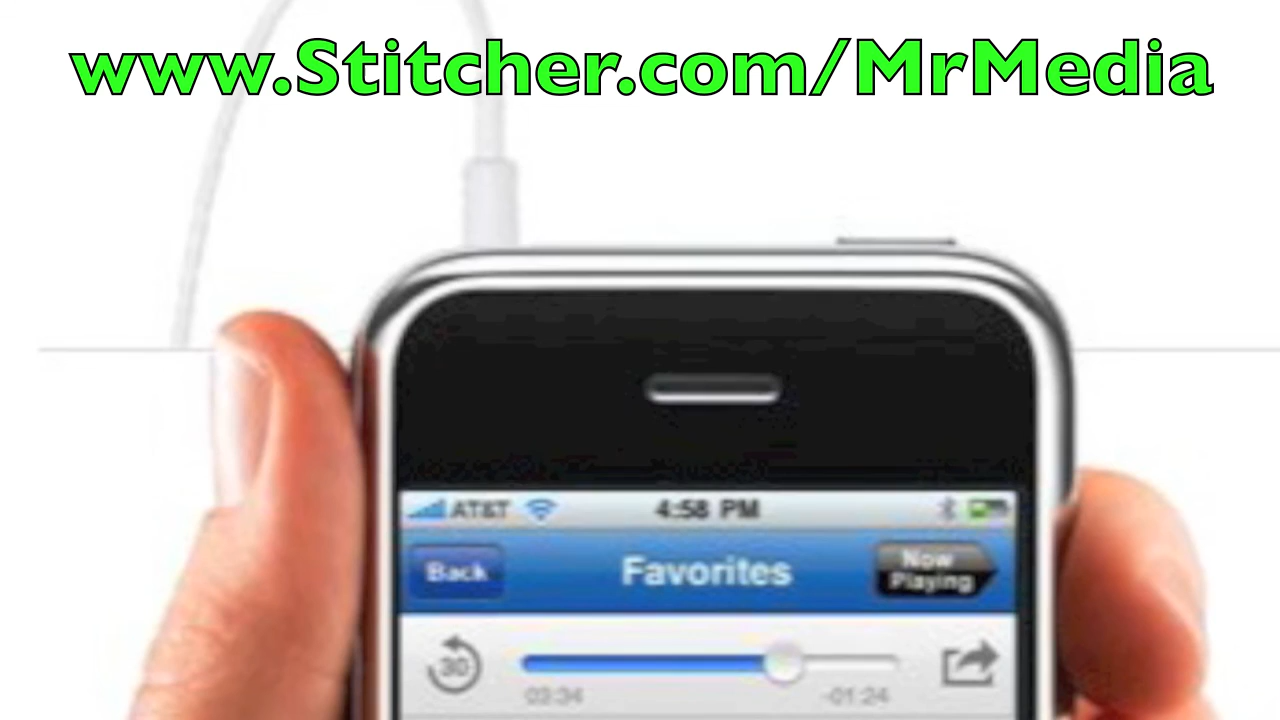 www.Stitcher.com/MrMedia
AT&T 4:58 PM
Back Favorites Now
Playing
30
03:34 -01:24